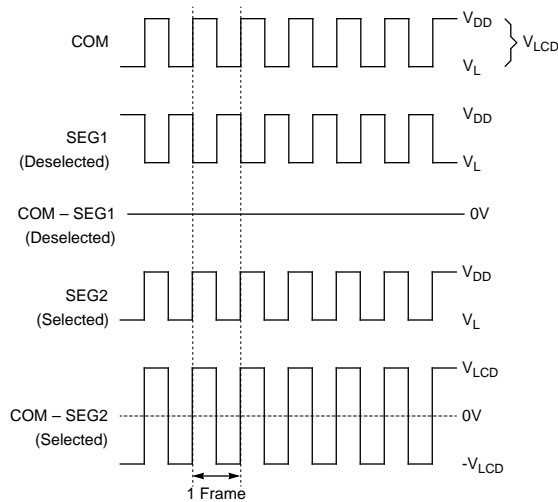 COM
V_DD
V_LCD
V_L
SEG1
(Deselected)
V_DD
V_L
COM – SEG1
(Deselected)
0V
SEG2
(Selected)
V_DD
V_L
COM – SEG2
(Selected)
V_LCD
0V
-V_LCD
1 Frame